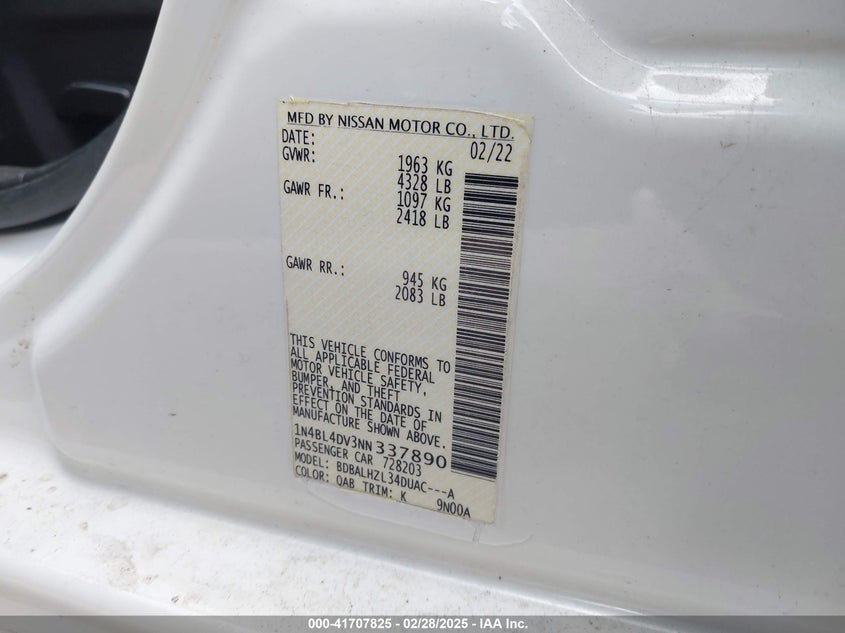 MFD BY NISSAN MOTOR CO., LTD.
DATE: 02/22
GVWR: 1963 KG
4328 LB
GAWR FR.: 1097 KG
2418 LB
GAWR RR.: 945 KG
2083 LB
THIS VEHICLE CONFORMS TO
ALL APPLICABLE FEDERAL
MOTOR VEHICLE SAFETY,
BUMPER, AND THEFT
PREVENTION STANDARDS IN
EFFECT ON THE DATE OF
MANUFACTURE SHOWN ABOVE.
1N4BL4DV3NN337890
PASSENGER CAR 728203
MODEL: BDBALHZL34DUAC---A
COLOR: QAB TRIM: K 9N00A
000-41707825 - 02/28/2025 - IAA Inc.